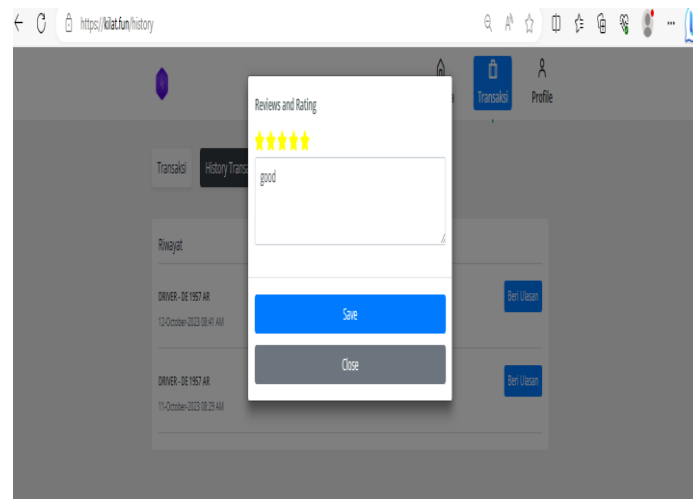 https://kilat.fun/history
Transaksi
Profile
Reviews and Rating
good
Save
Close
Transaksi
History Transa
Riwayat
DRIVER - DE 1957 AR
12-October-2023 08:41 AM
Beri Ulasan
DRIVER - DE 1957 AR
11-October-2023 08:29 AM
Beri Ulasan